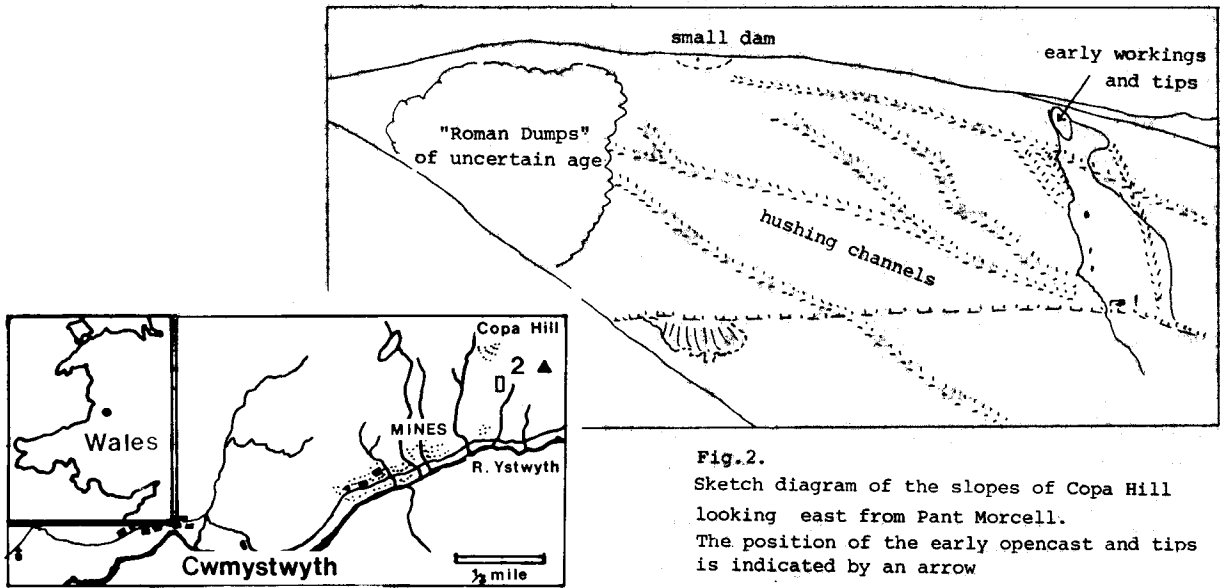 small dam
early workings
and tips
"Roman Dumps"
of uncertain age
hushing channels
Copa Hill
2
MINES
R. Ystwyth
Wales
Cwmystwyth
½ mile
Fig.2.
Sketch diagram of the slopes of Copa Hill
looking east from Pant Morcell.
The position of the early opencast and tips
is indicated by an arrow